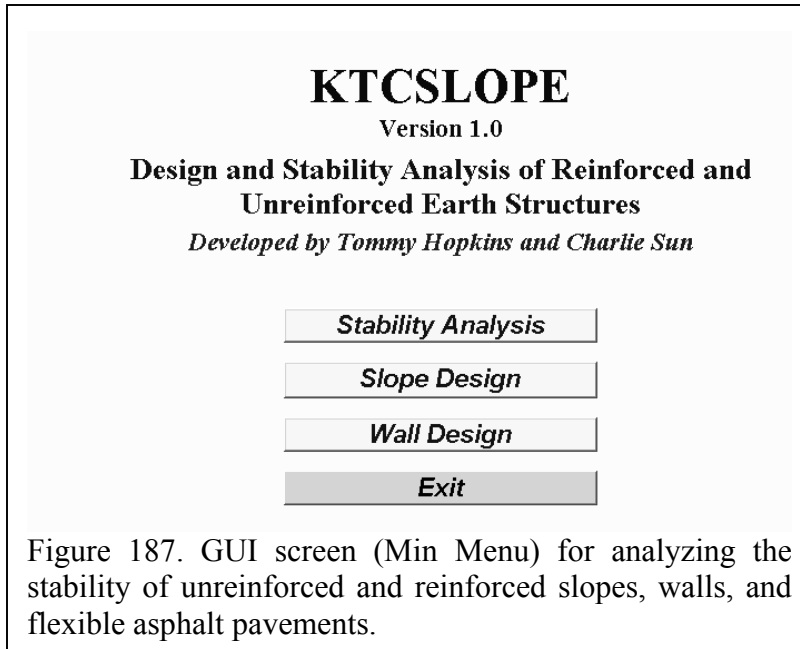 KTCSLOPE
Version 1.0
Design and Stability Analysis of Reinforced and
Unreinforced Earth Structures
Developed by Tommy Hopkins and Charlie Sun
Stability Analysis
Slope Design
Wall Design
Exit
Figure 187. GUI screen (Min Menu) for analyzing the
stability of unreinforced and reinforced slopes, walls, and
flexible asphalt pavements.